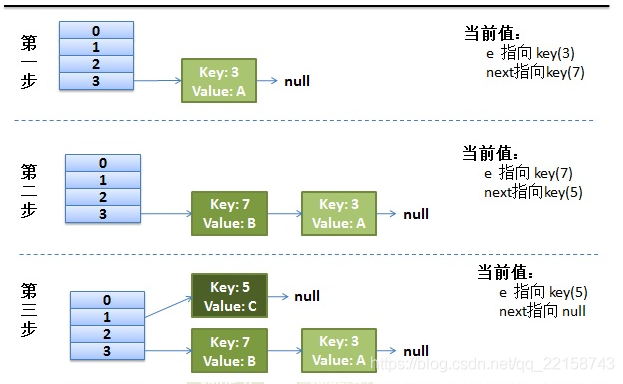 第一步
0
1
2
3
Key: 3
Value: A
null
当前值：
e 指向 key(3)
next指向key(7)
第二步
0
1
2
3
Key: 7
Value: B
Key: 3
Value: A
null
当前值：
e 指向 key(7)
next指向key(5)
第三步
0
1
2
3
Key: 5
Value: C
null
Key: 7
Value: B
Key: 3
Value: A
null
当前值：
e 指向 key(5)
next指向 null
https://blog.csdn.net/qq_22158743